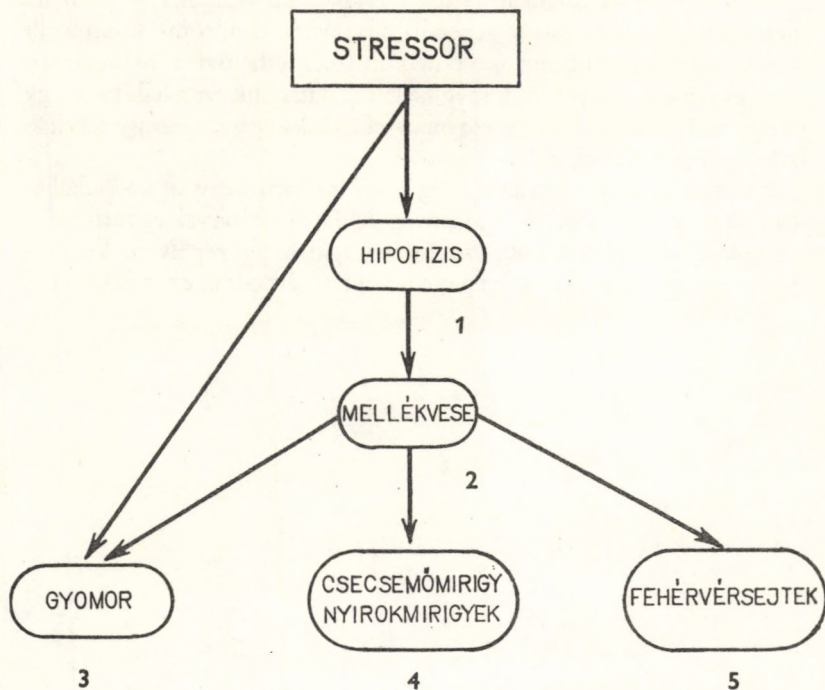 STRESSOR
HIPOFIZIS
1
MELLÉKVESE
2
GYOMOR
CSECSEMŐMIRIGY
NYIROKMIRIGYEK
FEHÉRVÉRSEJTEK
3
4
5